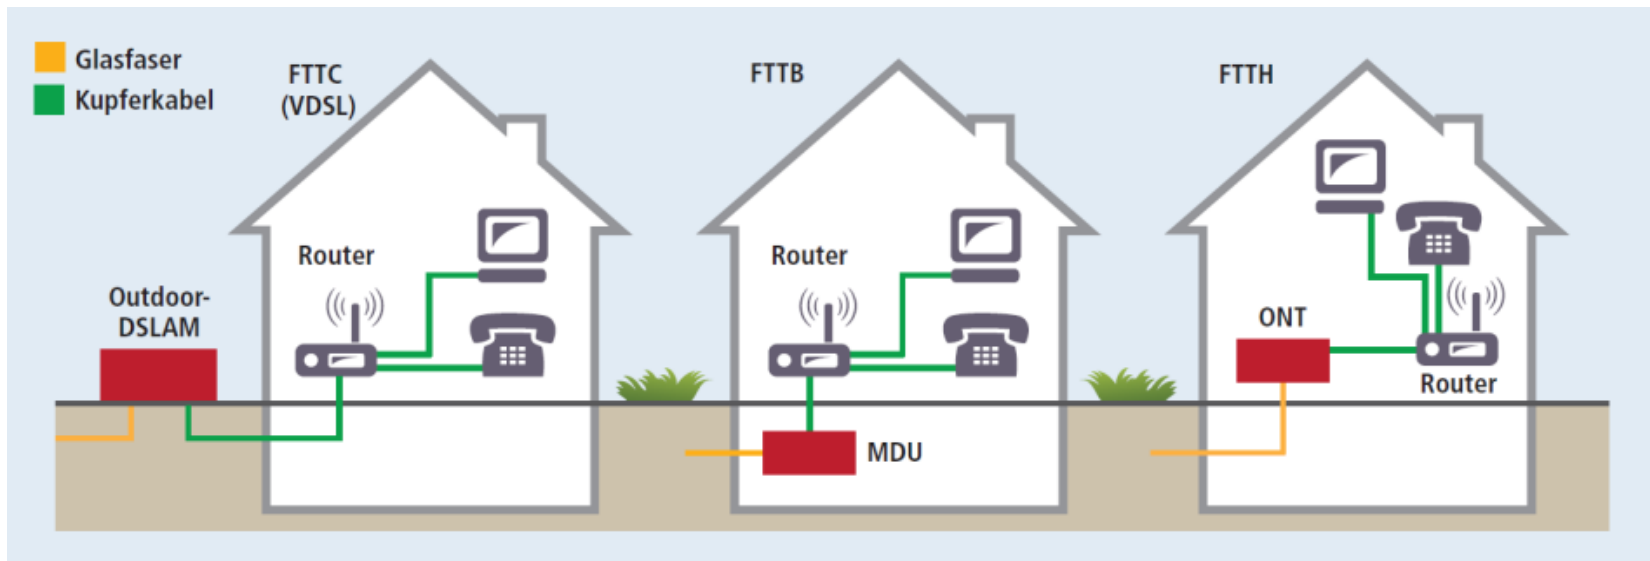 Glasfaser
Kupferkabel
FTTC
(VDSL)
Router
Outdoor-
DSLAM
FTTB
Router
MDU
FTTH
ONT
Router